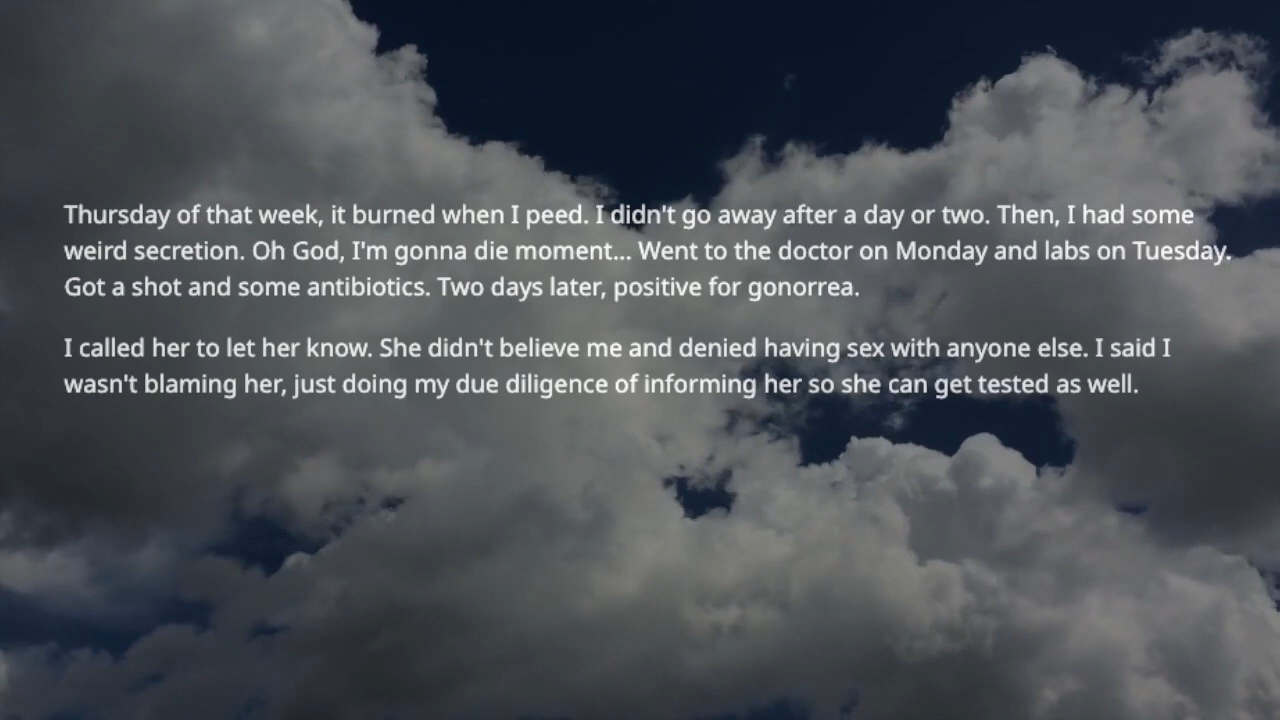 Thursday of that week, it burned when I peed. I didn't go away after a day or two. Then, I had some
weird secretion. Oh God, I'm gonna die moment... Went to the doctor on Monday and labs on Tuesday.
Got a shot and some antibiotics. Two days later, positive for gonorrea.
I called her to let her know. She didn't believe me and denied having sex with anyone else. I said I
wasn't blaming her, just doing my due diligence of informing her so she can get tested as well.